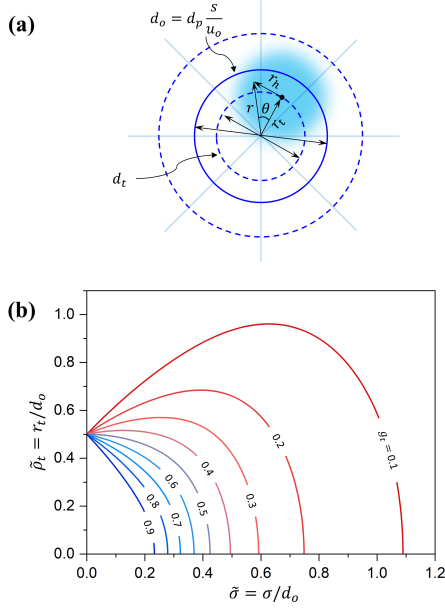 (a)
d_o = d_p s/u_o
r_h
r
θ
r_t
d_t
(b)
1.0
0.8
0.6
0.4
0.2
0.0
ρ̃_t = r_t/d_o
g_t = 0.1
0.2
0.3
0.4
0.5
0.6
0.7
0.8
0.9
0.0 0.2 0.4 0.6 0.8 1.0 1.2
σ̃ = σ/d_o